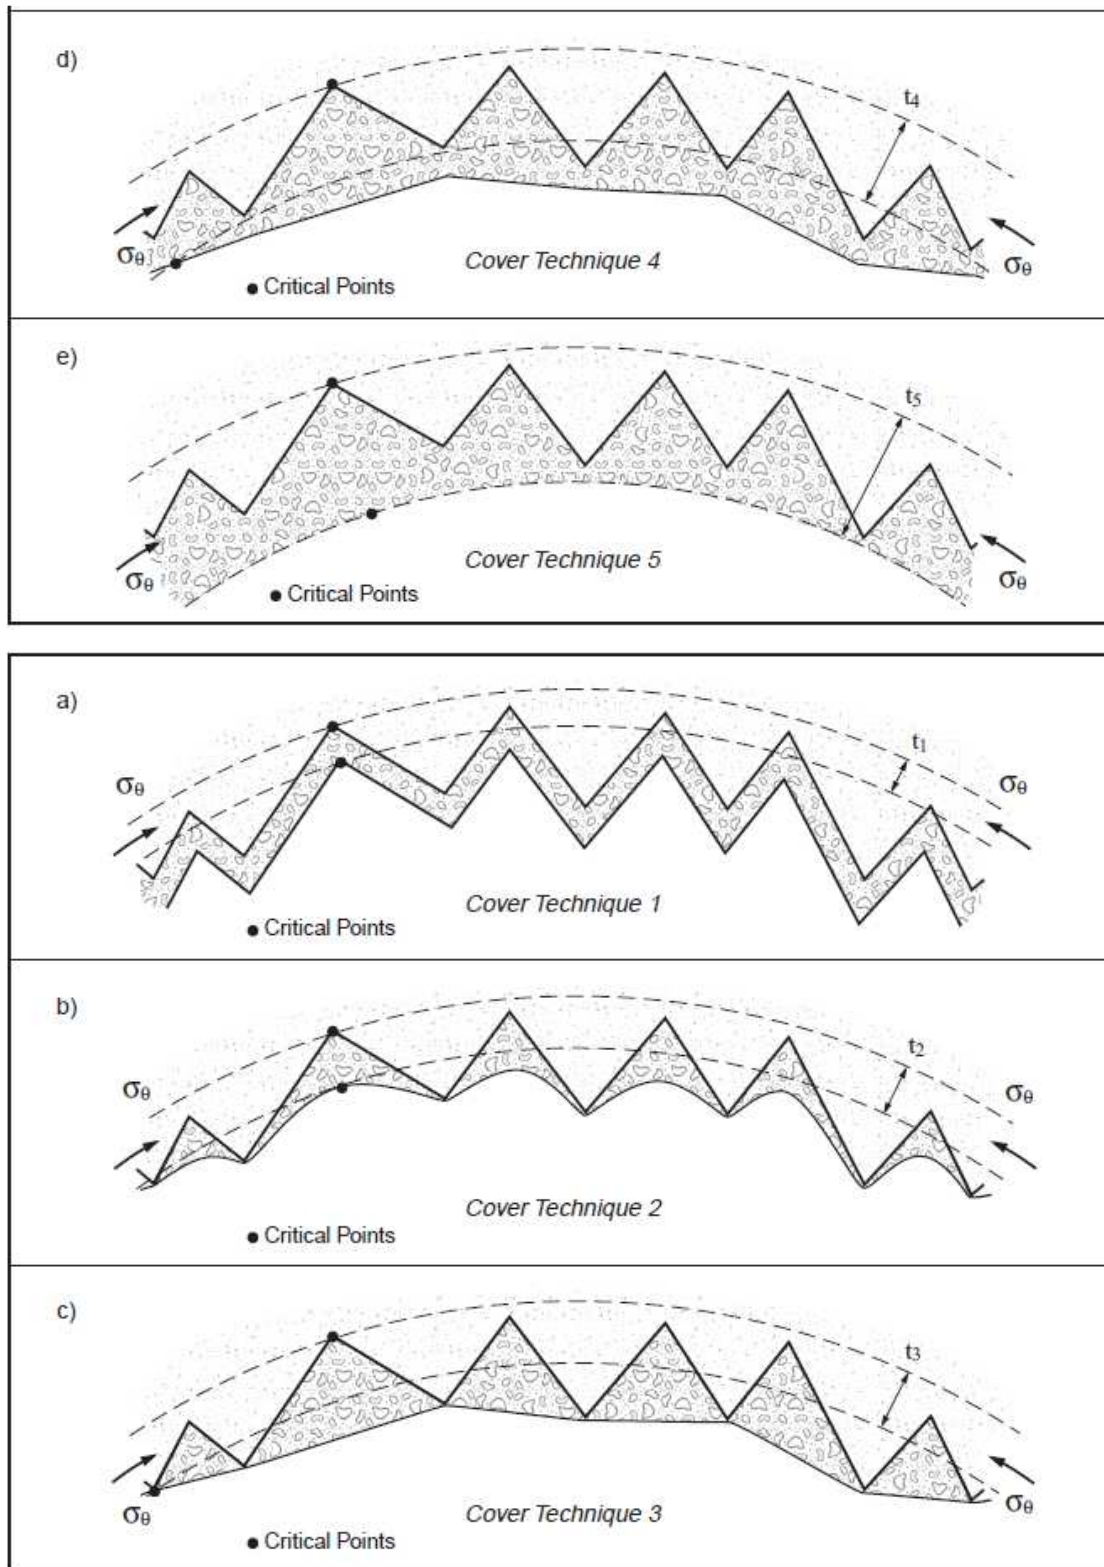 d)
t4
σθ
σθ
Cover Technique 4
● Critical Points
e)
t5
Cover Technique 5
σθ
σθ
● Critical Points
a)
t1
σθ
σθ
Cover Technique 1
● Critical Points
b)
t2
σθ
σθ
Cover Technique 2
● Critical Points
c)
t3
σθ
σθ
Cover Technique 3
● Critical Points